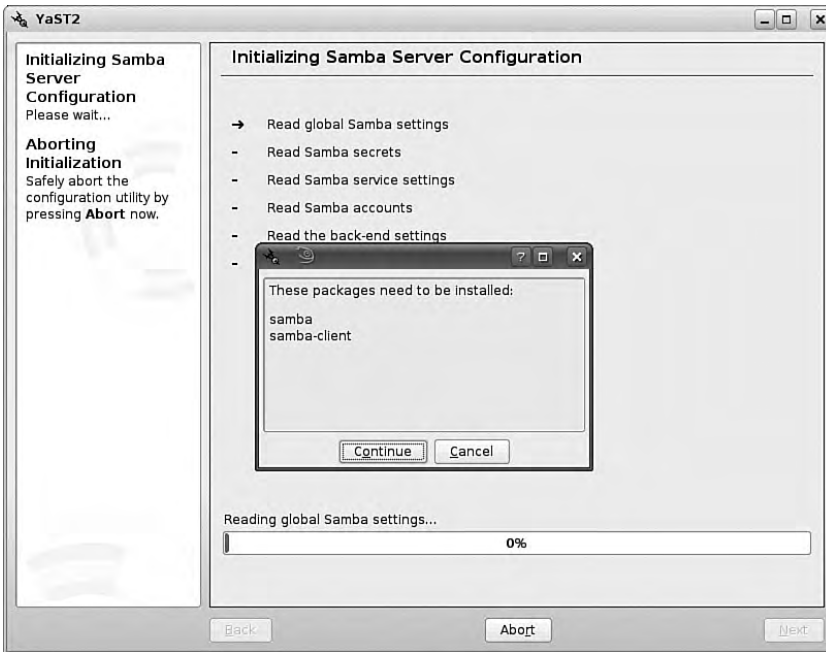 YaST2
Initializing Samba
Server
Configuration
Please wait...
Aborting
Initialization
Safely abort the
configuration utility by
pressing Abort now.
Initializing Samba Server Configuration
Read global Samba settings
- Read Samba secrets
- Read Samba service settings
- Read Samba accounts
- Read the back-end settings
-
These packages need to be installed:
samba
samba-client
Continue
Cancel
Reading global Samba settings...
0%
Back
Abort
Next